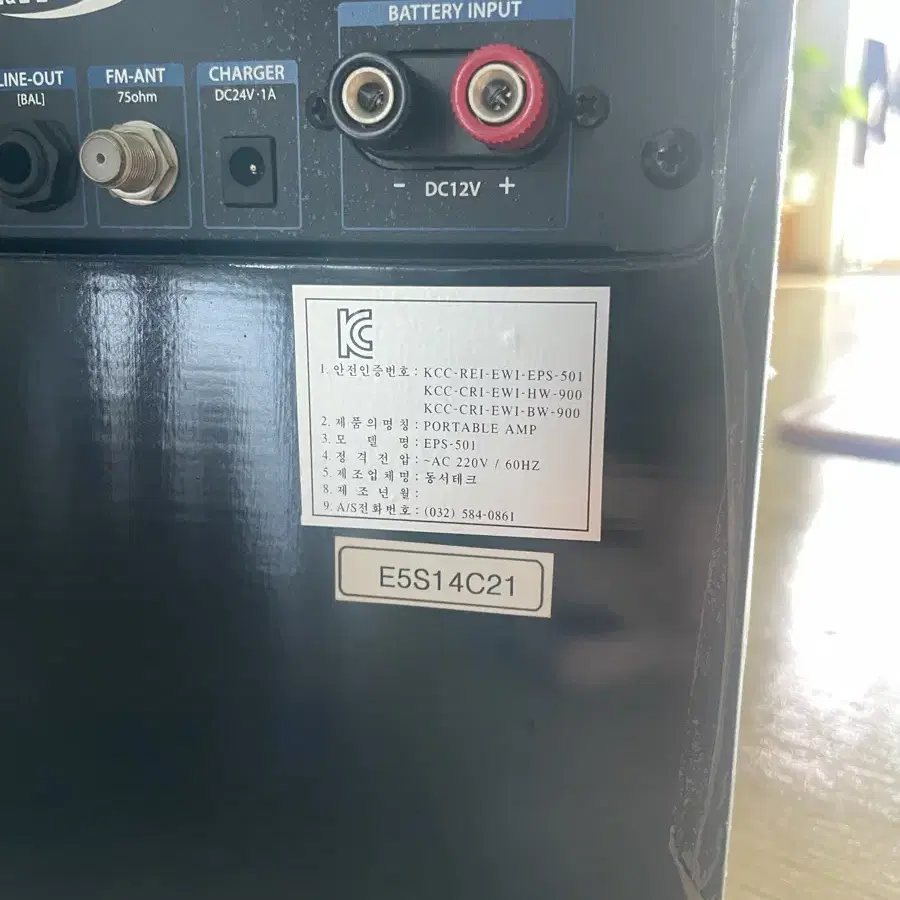 BATTERY INPUT
LINE-OUT
[BAL]
FM-ANT
75ohm
CHARGER
DC24V·1A
- DC12V +
1. 안전인증번호 : KCC-REI-EWI-EPS-501
KCC-CRI-EWI-HW-900
KCC-CRI-EWI-BW-900
2. 제품의명칭 : PORTABLE AMP
3. 모 델 명 : EPS-501
4. 정격전압 : ~AC 220V / 60HZ
5. 제조업체명 : 동서테크
8. 제 조 년 월 :
9. A/S전화번호 : (032) 584-0861
E5S14C21